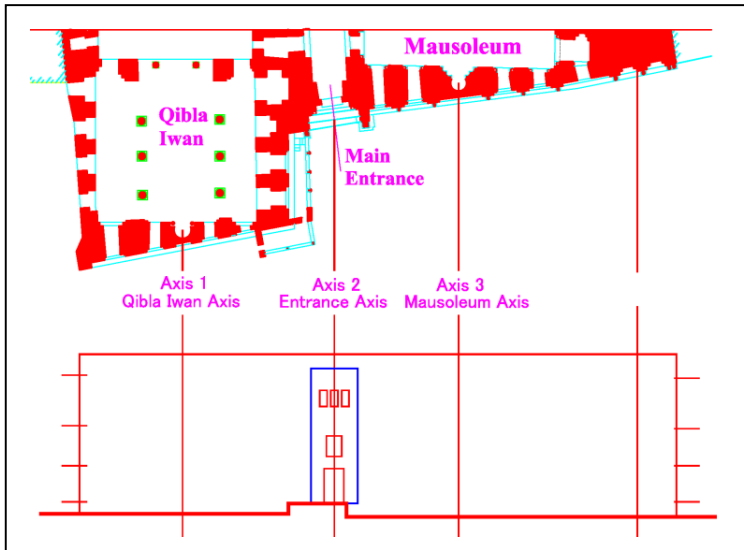 Mausoleum
Qibla
Iwan
Main
Entrance
Axis 1
Qibla Iwan Axis
Axis 2
Entrance Axis
Axis 3
Mausoleum Axis